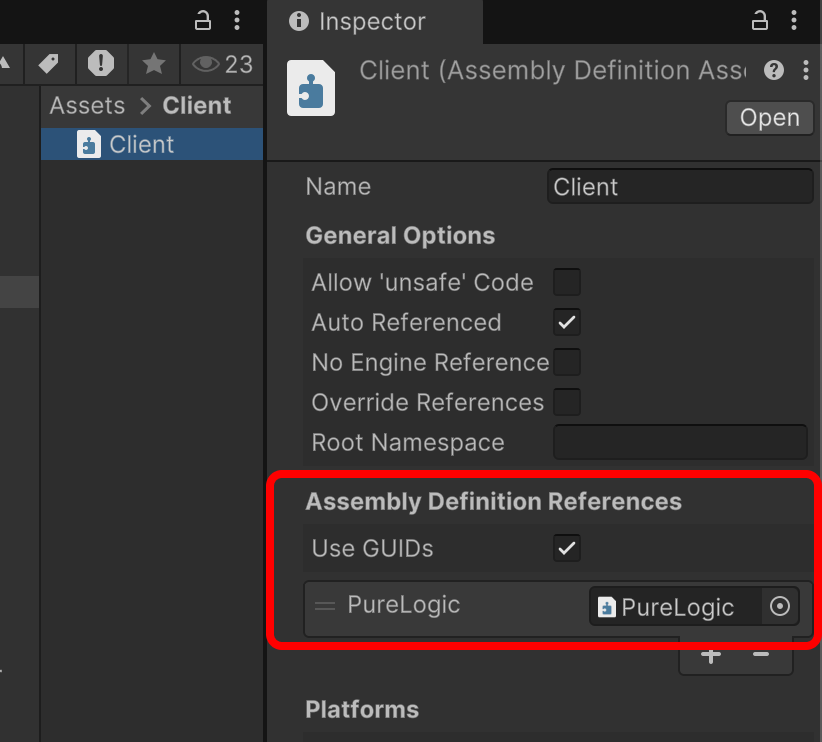 Inspector
23
Client (Assembly Definition Ass
Open
Assets > Client
Client
Name
Client
General Options
Allow 'unsafe' Code
Auto Referenced
No Engine Reference
Override References
Root Namespace
Assembly Definition References
Use GUIDs
PureLogic
PureLogic
Platforms